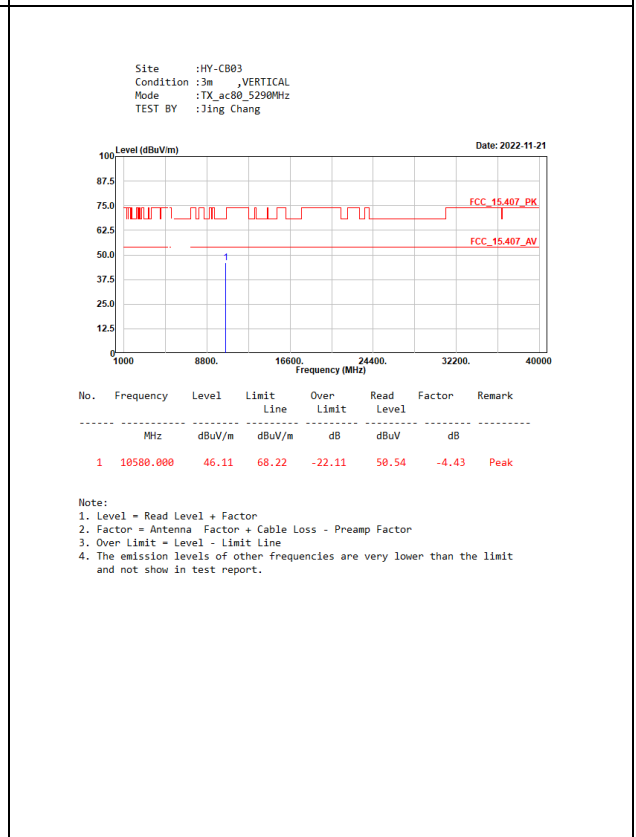 Site :HY-CB03
Condition :3m ,VERTICAL
Mode :TX_ac80_5290MHz
TEST BY :Jing Chang
Level (dBuV/m)
Date: 2022-11-21
100
87.5
75.0
FCC_15.407_PK
62.5
FCC_15.407_AV
50.0
1
37.5
25.0
12.5
0
1000 8800. 16600. 24400. 32200. 40000
Frequency (MHz)
No. Frequency Level Limit Over Read Factor Remark
Line Limit Level
------ ----------- -------- -------- -------- -------- -------- ---------
MHz dBuV/m dBuV/m dB dBuV dB
1 10580.000 46.11 68.22 -22.11 50.54 -4.43 Peak
Note:
1. Level = Read Level + Factor
2. Factor = Antenna Factor + Cable Loss - Preamp Factor
3. Over Limit = Level - Limit Line
4. The emission levels of other frequencies are very lower than the limit
and not show in test report.